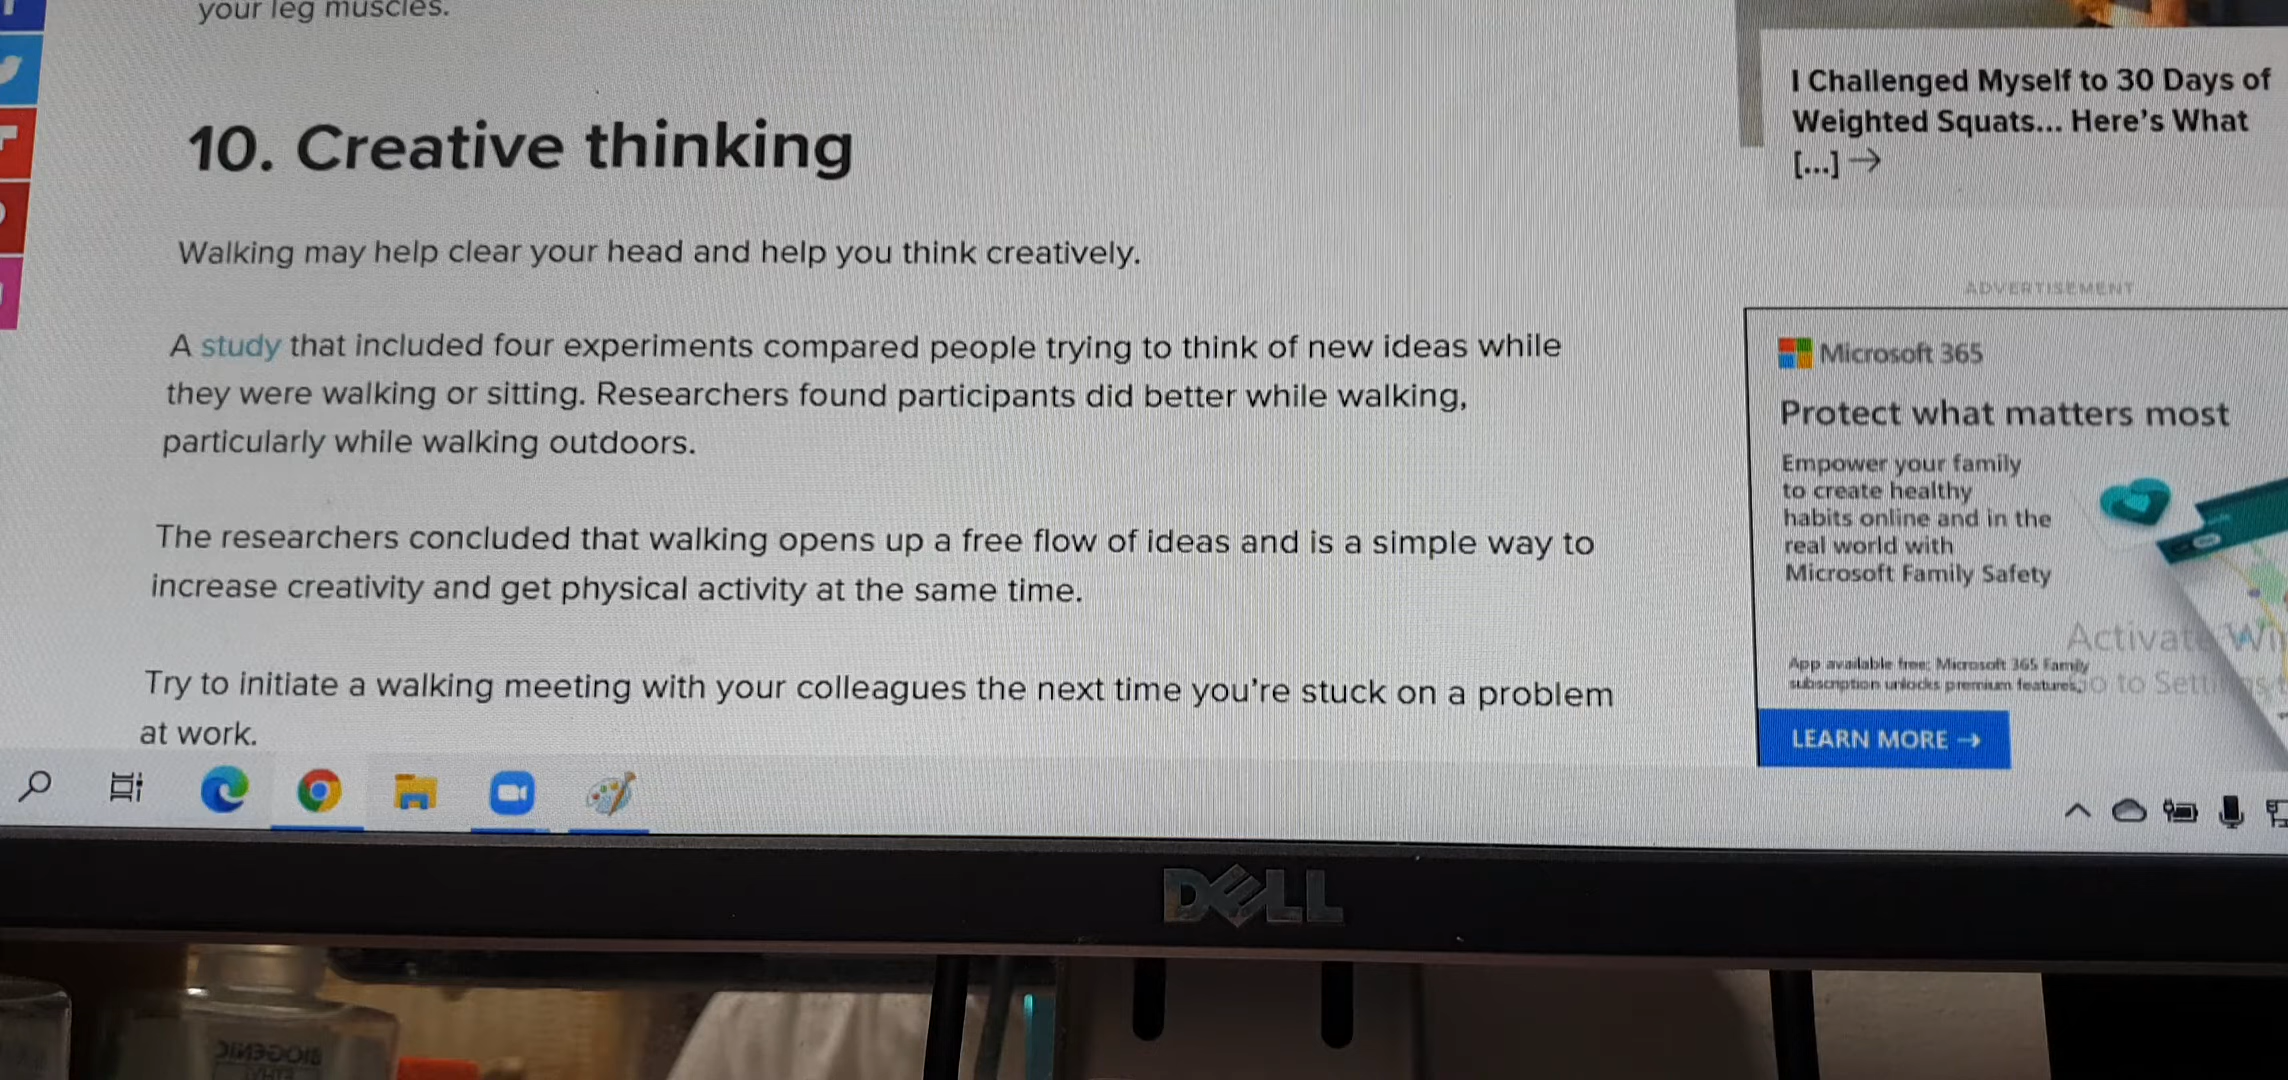 your leg muscles.
10. Creative thinking
Walking may help clear your head and help you think creatively.
A study that included four experiments compared people trying to think of new ideas while
they were walking or sitting. Researchers found participants did better while walking,
particularly while walking outdoors.
The researchers concluded that walking opens up a free flow of ideas and is a simple way to
increase creativity and get physical activity at the same time.
Try to initiate a walking meeting with your colleagues the next time you're stuck on a problem
at work.
I Challenged Myself to 30 Days of
Weighted Squats... Here's What
[...] →
ADVERTISEMENT
Microsoft 365
Protect what matters most
Empower your family
to create healthy
habits online and in the
real world with
Microsoft Family Safety
App available free; Microsoft 365 Family
subscription unlocks premium features.
Activate Wi
to Settings
LEARN MORE →
DELL
BIOGENIC